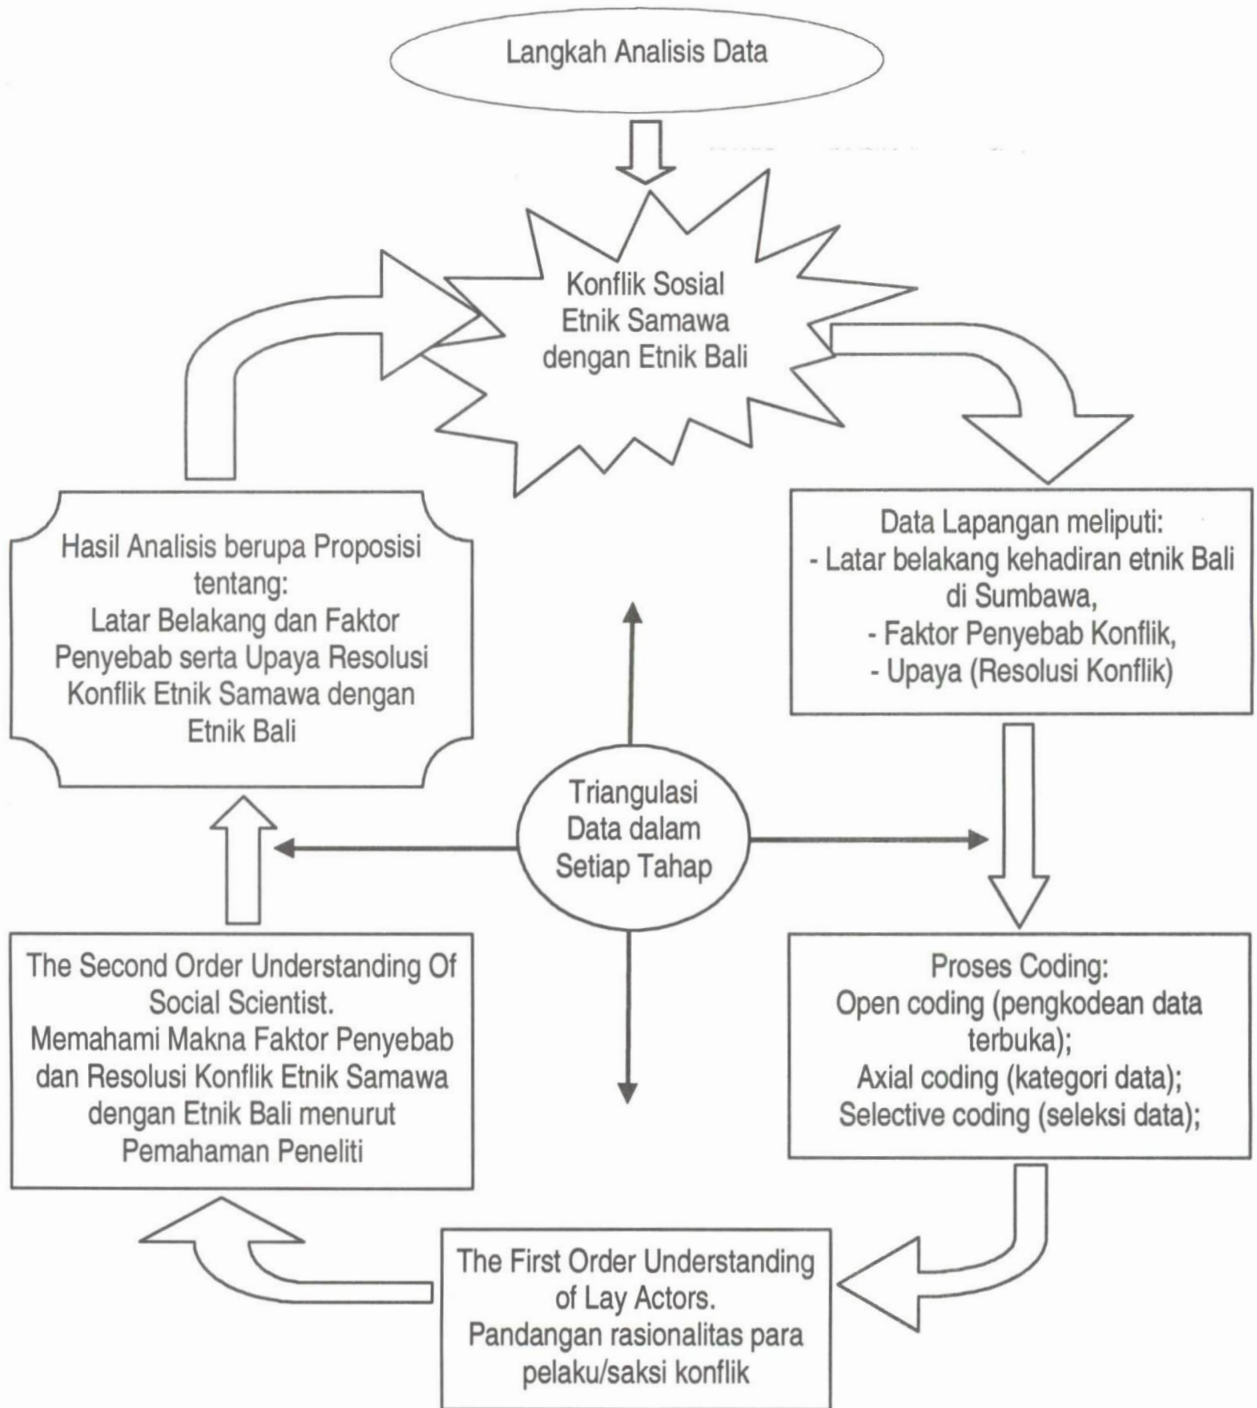 Langkah Analisis Data
Konflik Sosial
Etnik Samawa
dengan Etnik Bali
Data Lapangan meliputi:
- Latar belakang kehadiran etnik Bali
di Sumbawa,
- Faktor Penyebab Konflik,
- Upaya (Resolusi Konflik)
Proses Coding:
Open coding (pengkodean data
terbuka);
Axial coding (kategori data);
Selective coding (seleksi data);
The First Order Understanding
of Lay Actors.
Pandangan rasionalitas para
pelaku/saksi konflik
The Second Order Understanding Of
Social Scientist.
Memahami Makna Faktor Penyebab
dan Resolusi Konflik Etnik Samawa
dengan Etnik Bali menurut
Pemahaman Peneliti
Hasil Analisis berupa Proposisi
tentang:
Latar Belakang dan Faktor
Penyebab serta Upaya Resolusi
Konflik Etnik Samawa dengan
Etnik Bali
Triangulasi
Data dalam
Setiap Tahap